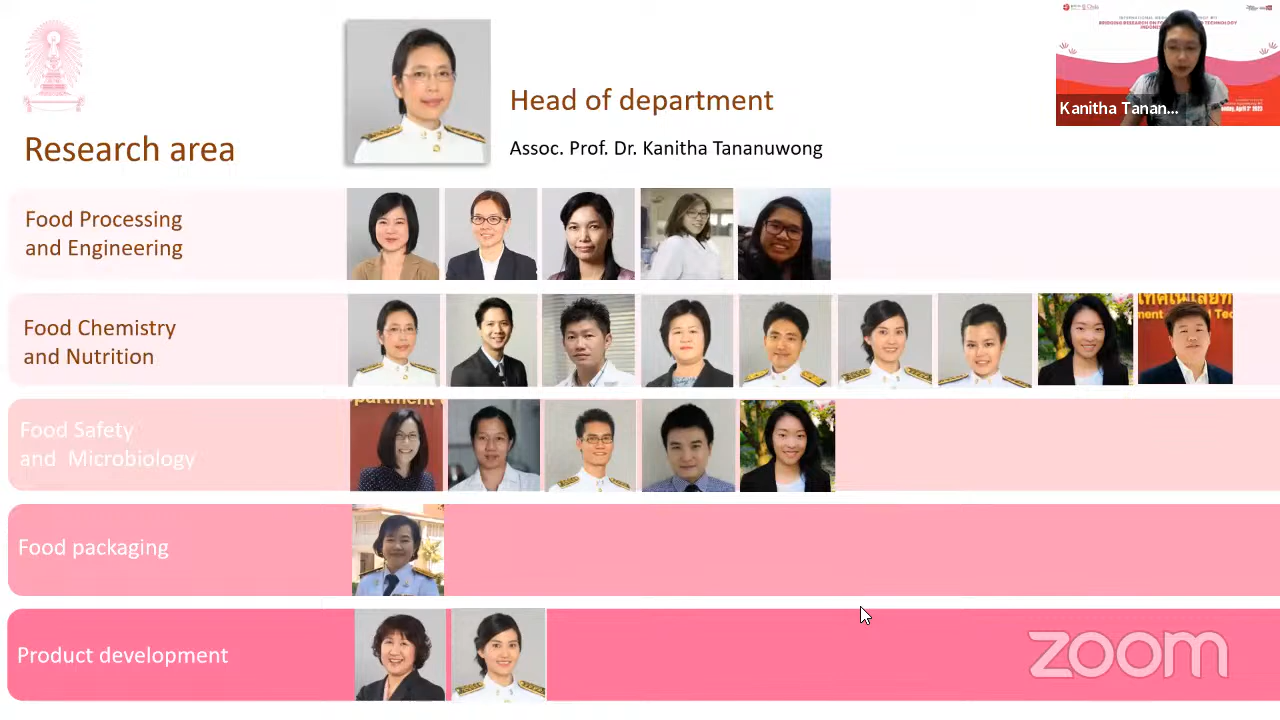 Head of department
Assoc. Prof. Dr. Kanitha Tananuwong
Research area
Food Processing
and Engineering
Food Chemistry
and Nutrition
Food Safety
and Microbiology
Food packaging
Product development
Kanitha Tanan...
zoom